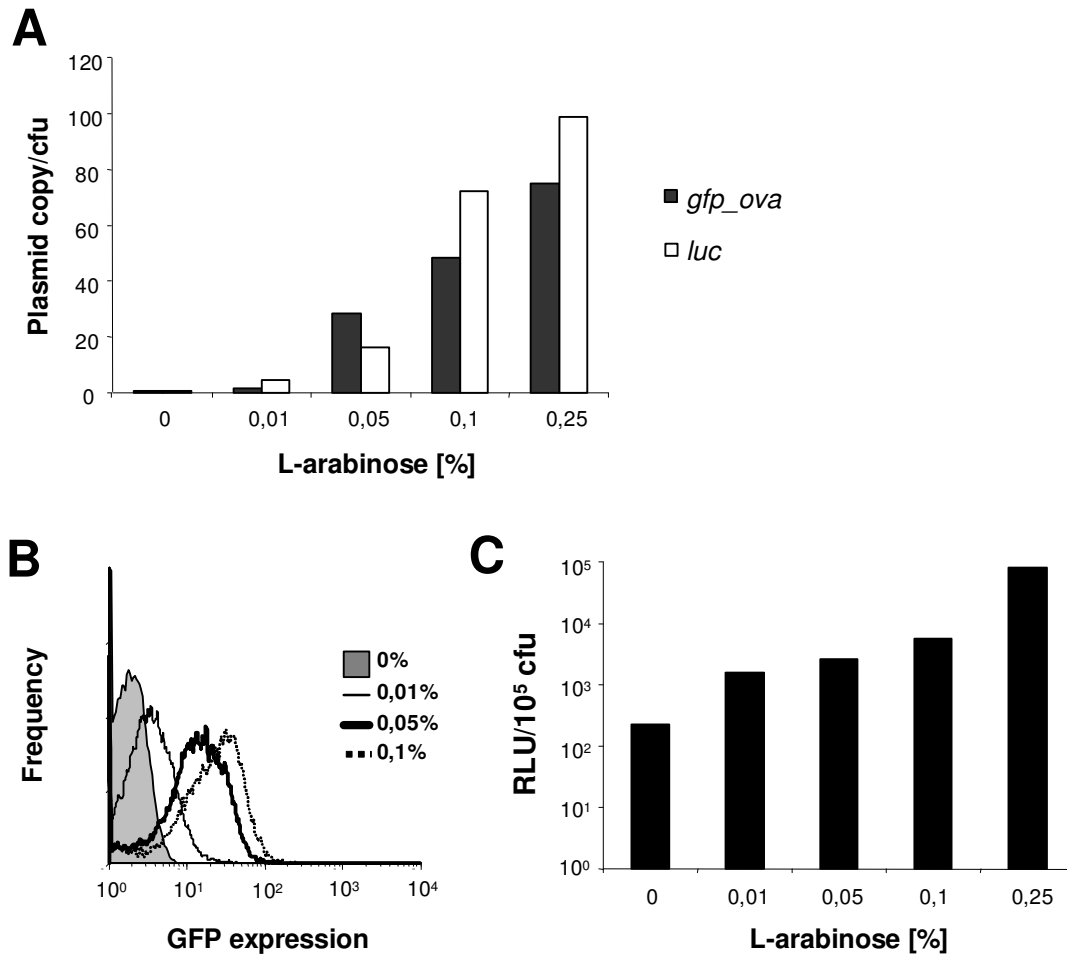 A
120
100
80
60
40
20
0
Plasmid copy/cfu
0 0,01 0,05 0,1 0,25
L-arabinose [%]
gfp_ova
luc
B
Frequency
0%
0,01%
0,05%
0,1%
10⁰ 10¹ 10² 10³ 10⁴
GFP expression
C
RLU/10⁵ cfu
10⁵
10⁴
10³
10²
10¹
10⁰
0 0,01 0,05 0,1 0,25
L-arabinose [%]